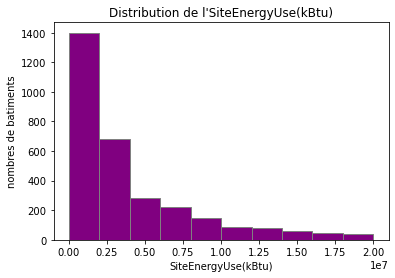 Distribution de l'SiteEnergyUse(kBtu)
nombres de batiments
1400
1200
1000
800
600
400
200
0
0.00 0.25 0.50 0.75 1.00 1.25 1.50 1.75 2.00
1e7
SiteEnergyUse(kBtu)